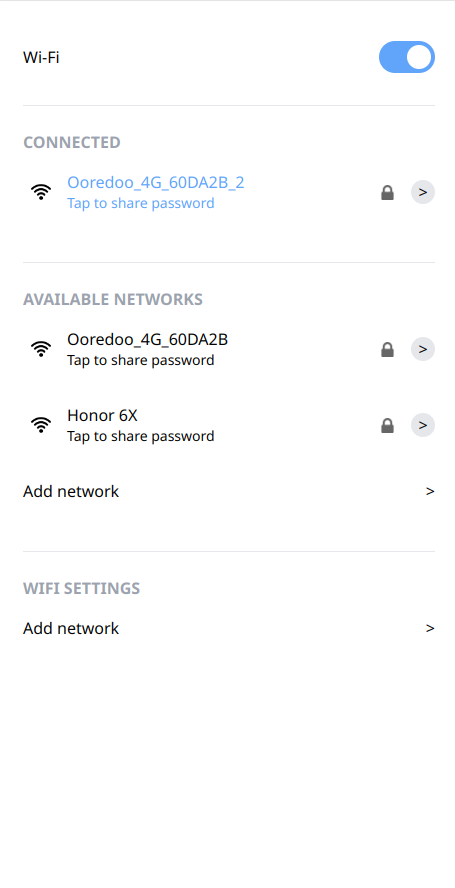 Wi-Fi
CONNECTED
Ooredoo_4G_60DA2B_2
Tap to share password
>
AVAILABLE NETWORKS
Ooredoo_4G_60DA2B
Tap to share password
>
Honor 6X
Tap to share password
>
Add network >
WIFI SETTINGS
Add network >